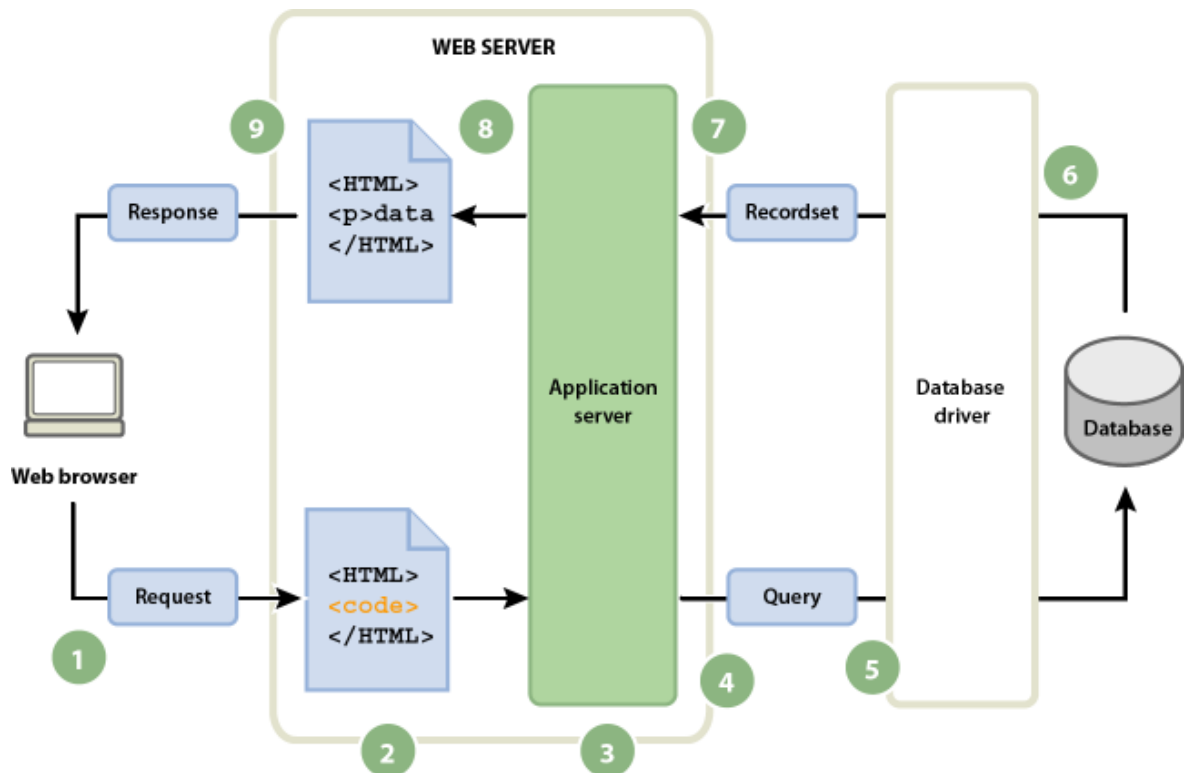 WEB SERVER
9
8
7
6
<HTML>
<p>data
</HTML>
Response
Recordset
Application
server
Database
driver
Database
Web browser
<HTML>
<code>
</HTML>
Request
Query
1
2
3
4
5